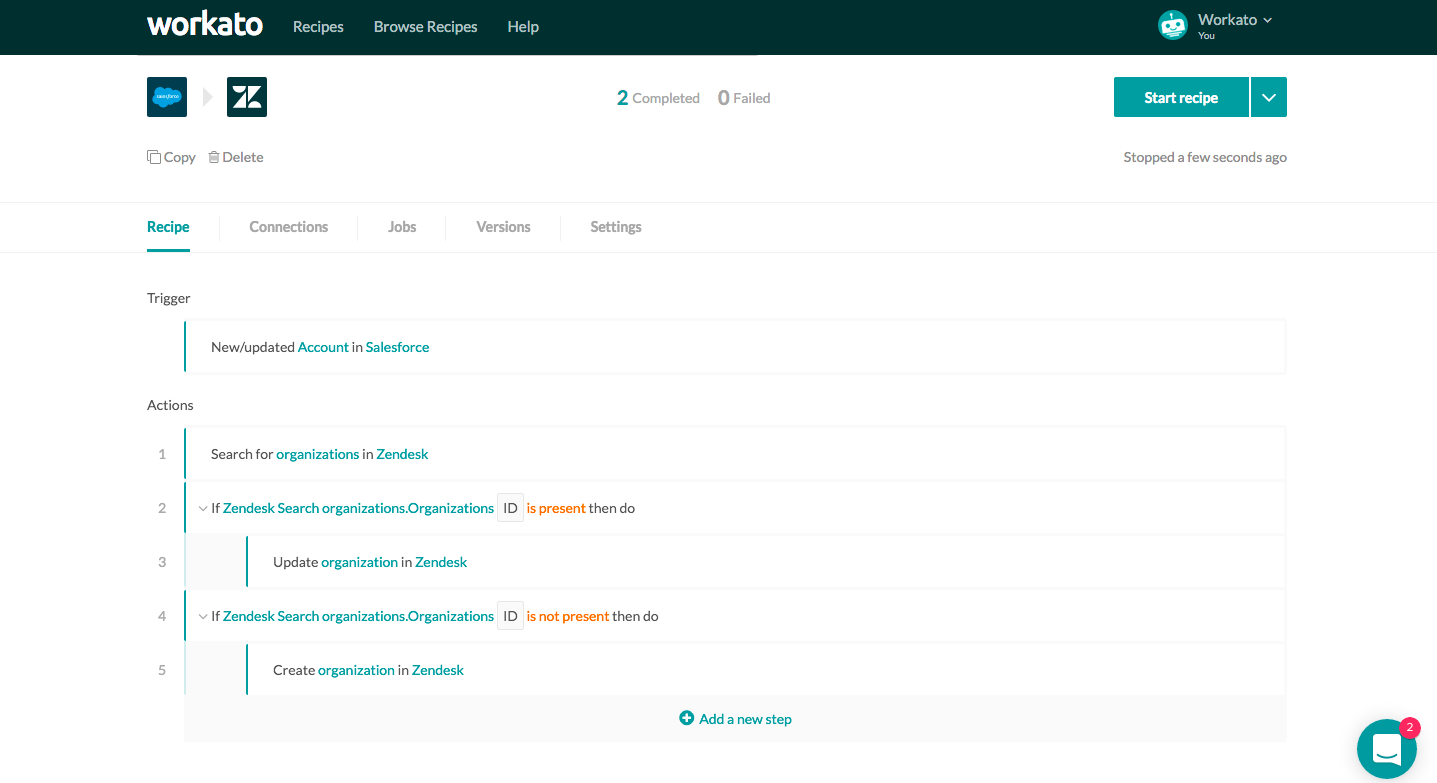 workato Recipes Browse Recipes Help Workato
You
salesforce
2 Completed 0 Failed
Start recipe
Copy Delete
Stopped a few seconds ago
Recipe Connections Jobs Versions Settings
Trigger
New/updated Account in Salesforce
Actions
1 Search for organizations in Zendesk
2 If Zendesk Search organizations.Organizations ID is present then do
3 Update organization in Zendesk
4 If Zendesk Search organizations.Organizations ID is not present then do
5 Create organization in Zendesk
Add a new step
2